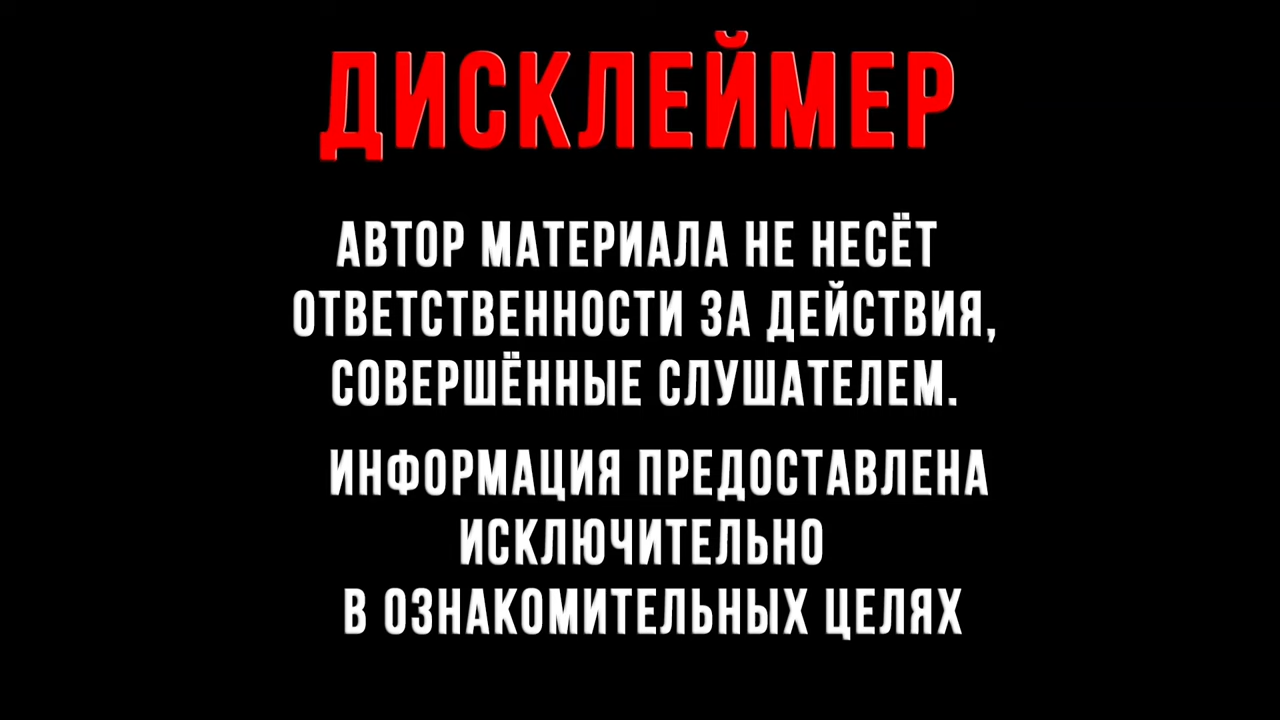 ДИСКЛЕЙМЕР
АВТОР МАТЕРИАЛА НЕ НЕСЁТ
ОТВЕТСТВЕННОСТИ ЗА ДЕЙСТВИЯ,
СОВЕРШЁННЫЕ СЛУШАТЕЛЕМ.
ИНФОРМАЦИЯ ПРЕДОСТАВЛЕНА
ИСКЛЮЧИТЕЛЬНО
В ОЗНАКОМИТЕЛЬНЫХ ЦЕЛЯХ